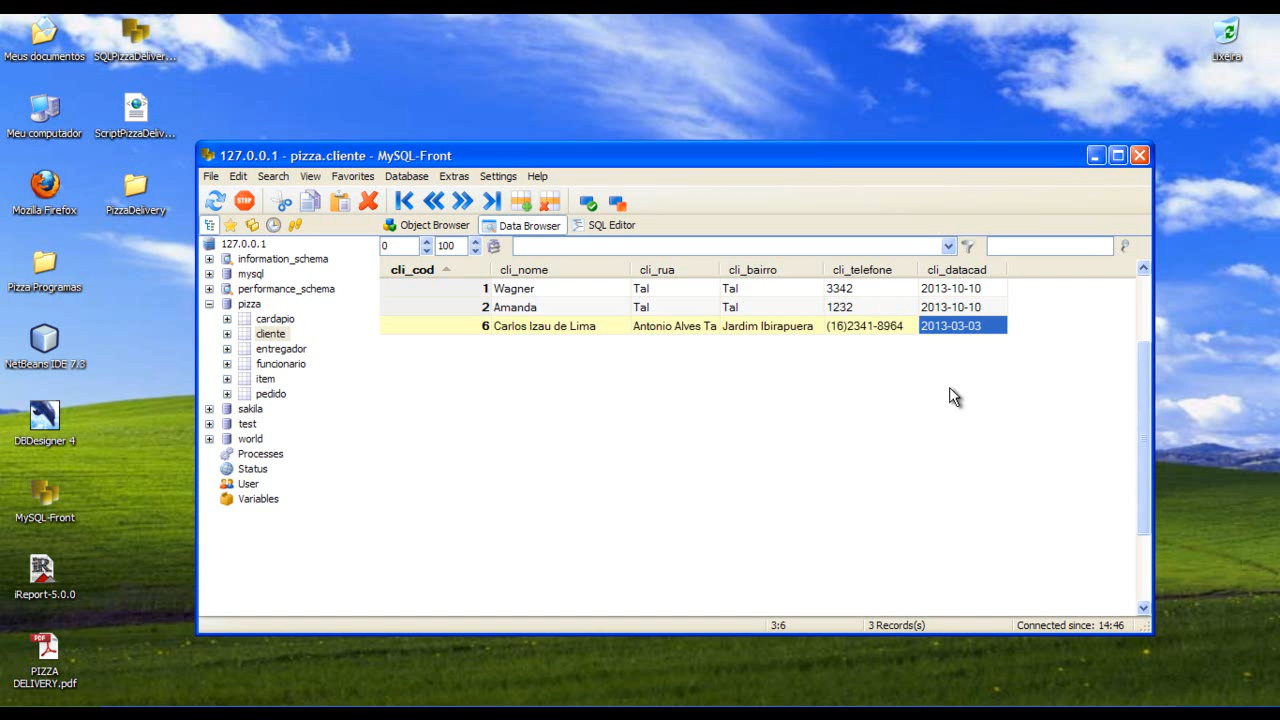 Meus documentos
SQLPizzaDeliver...
Lixeira
Meu computador
ScriptPizzaDeliv...
Mozilla Firefox
PizzaDelivery
Pizza Programas
NetBeans IDE 7.3
DBDesigner 4
MySQL-Front
iReport-5.0.0
PDF
PIZZA
DELIVERY.pdf
127.0.0.1 - pizza.cliente - MySQL-Front
File Edit Search View Favorites Database Extras Settings Help
STOP
Object Browser Data Browser SQL Editor
0 100
127.0.0.1
information_schema
mysql
performance_schema
pizza
cardapio
cliente
entregador
funcionario
item
pedido
sakila
test
world
Processes
Status
User
Variables
cli_cod cli_nome cli_rua cli_bairro cli_telefone cli_datacad
1 Wagner Tal Tal 3342 2013-10-10
2 Amanda Tal Tal 1232 2013-10-10
6 Carlos Izau de Lima Antonio Alves Ta Jardim Ibirapuera (16)2341-8964 2013-03-03
3:6 3 Records(s) Connected since: 14:46